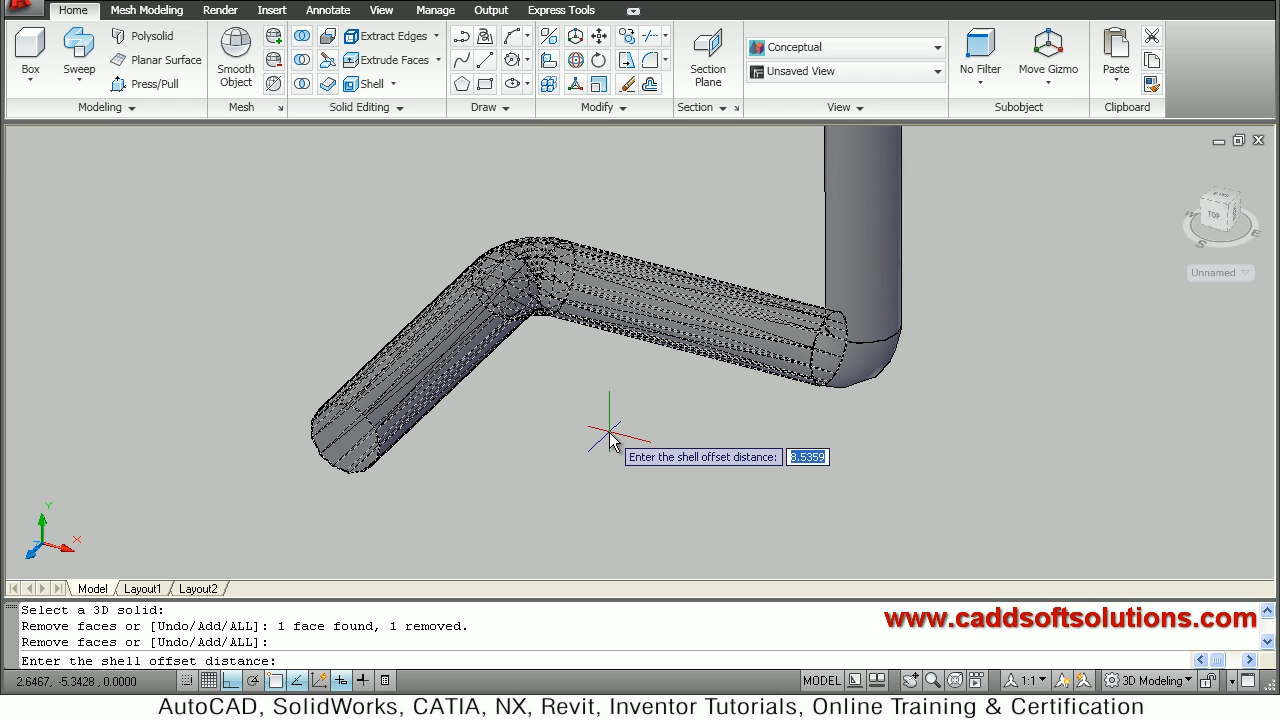 Home Mesh Modeling Render Insert Annotate View Manage Output Express Tools
Box
Sweep
Polysolid
Planar Surface
Press/Pull
Smooth
Object
Extract Edges
Extrude Faces
Shell
Section
Plane
Conceptual
Unsaved View
No Filter
Move Gizmo
Paste
Modeling
Mesh
Solid Editing
Draw
Modify
Section
View
Subobject
Clipboard
TOP
S
E
Unnamed
Enter the shell offset distance: 8.5359
Y
X
Z
Model Layout1 Layout2
Select a 3D solid:
Remove faces or [Undo/Add/ALL]: 1 face found, 1 removed.
Remove faces or [Undo/Add/ALL]:
Enter the shell offset distance:
www.caddsoftsolutions.com
2.6467, -5.3428, 0.0000
MODEL
1:1
3D Modeling
AutoCAD, SolidWorks, CATIA, NX, Revit, Inventor Tutorials, Online Training & Certification